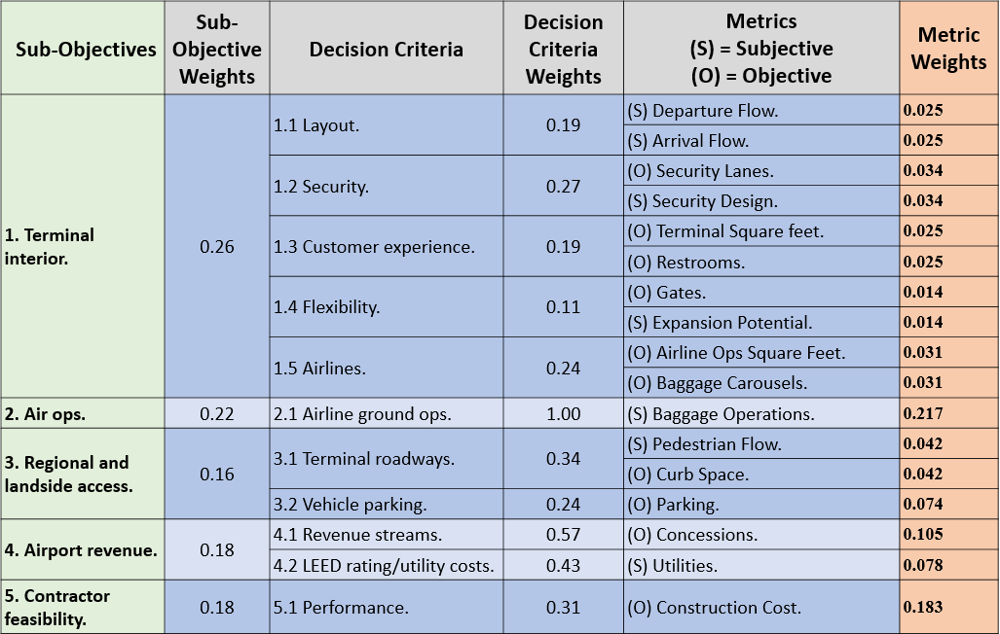 Sub-Objectives
Sub-
Objective
Weights
Decision Criteria
Decision
Criteria
Weights
Metrics
(S) = Subjective
(O) = Objective
Metric
Weights
1. Terminal
interior.
0.26
1.1 Layout.
0.19
(S) Departure Flow.
0.025
(S) Arrival Flow.
0.025
1.2 Security.
0.27
(O) Security Lanes.
0.034
(S) Security Design.
0.034
1.3 Customer experience.
0.19
(O) Terminal Square feet.
0.025
(O) Restrooms.
0.025
1.4 Flexibility.
0.11
(O) Gates.
0.014
(S) Expansion Potential.
0.014
1.5 Airlines.
0.24
(O) Airline Ops Square Feet.
0.031
(O) Baggage Carousels.
0.031
2. Air ops.
0.22
2.1 Airline ground ops.
1.00
(S) Baggage Operations.
0.217
3. Regional and
landside access.
0.16
3.1 Terminal roadways.
0.34
(S) Pedestrian Flow.
0.042
(O) Curb Space.
0.042
3.2 Vehicle parking.
0.24
(O) Parking.
0.074
4. Airport revenue.
0.18
4.1 Revenue streams.
0.57
(O) Concessions.
0.105
4.2 LEED rating/utility costs.
0.43
(S) Utilities.
0.078
5. Contractor
feasibility.
0.18
5.1 Performance.
0.31
(O) Construction Cost.
0.183